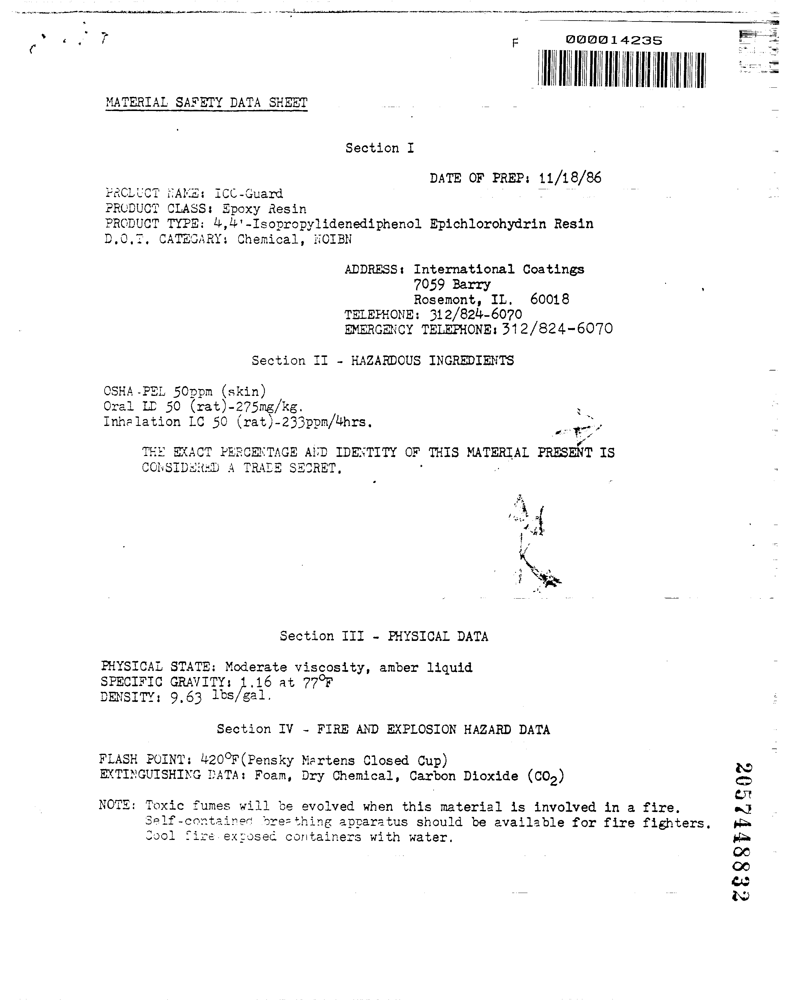 F 000014235
MATERIAL SAFETY DATA SHEET
Section I
DATE OF PREP: 11/18/86
PRODUCT NAME: ICO-Guard
PRODUCT CLASS: Epoxy Resin
PRODUCT TYPE: 4,4'-Isopropylidenediphenol Epichlorohydrin Resin
D.O.T. CATEGARY: Chemical, NOIBN
ADDRESS: International Coatings
7059 Barry
Rosemont, IL. 60018
TELEPHONE: 312/824-6070
EMERGENCY TELEPHONE: 312/824-6070
Section II - HAZARDOUS INGREDIENTS
OSHA-PEL 50ppm (skin)
Oral LD 50 (rat)-275mg/kg.
Inhalation LC 50 (rat)-233ppm/4hrs.
THE EXACT PERCENTAGE AND IDENTITY OF THIS MATERIAL PRESENT IS
CONSIDERED A TRADE SECRET.
Section III - PHYSICAL DATA
PHYSICAL STATE: Moderate viscosity, amber liquid
SPECIFIC GRAVITY: 1.16 at 77°F
DENSITY: 9.63 lbs/gal.
Section IV - FIRE AND EXPLOSION HAZARD DATA
FLASH POINT: 420°F(Pensky Martens Closed Cup)
EXTINGUISHING DATA: Foam, Dry Chemical, Carbon Dioxide (CO₂)
NOTE: Toxic fumes will be evolved when this material is involved in a fire.
Self-contained breathing apparatus should be available for fire fighters.
Cool fire exposed containers with water.
2057448832